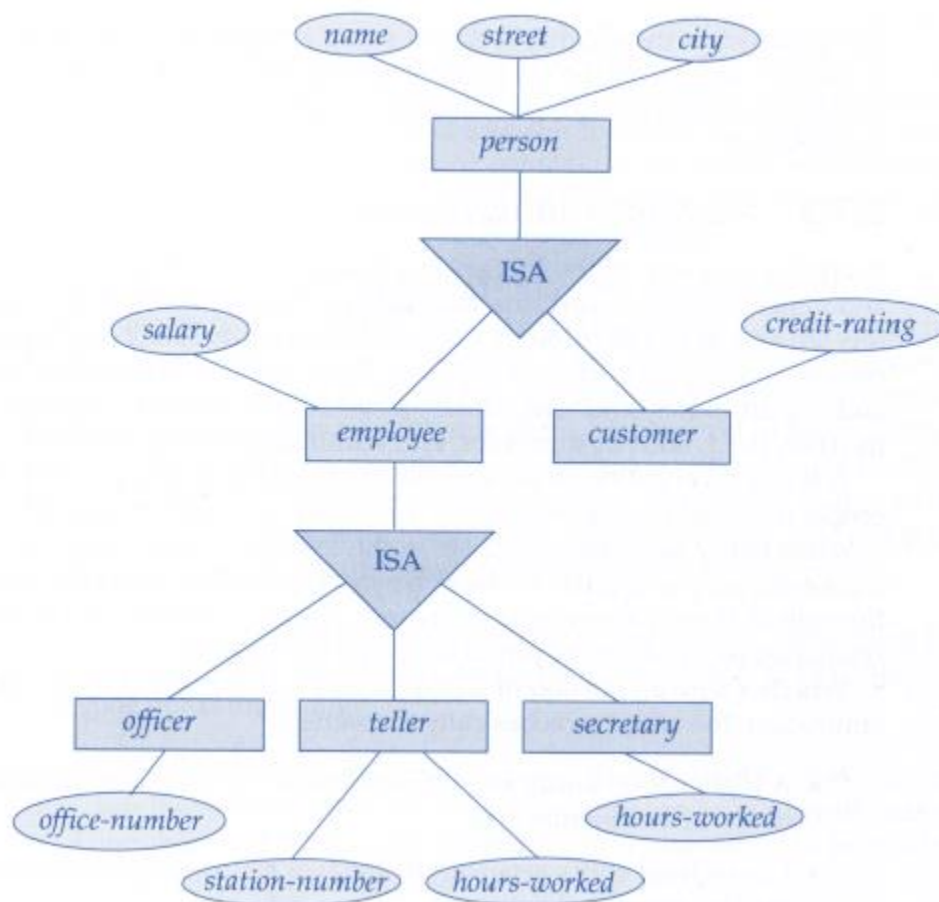 name street city
person
ISA
salary credit-rating
employee customer
ISA
officer teller secretary
office-number hours-worked
station-number hours-worked